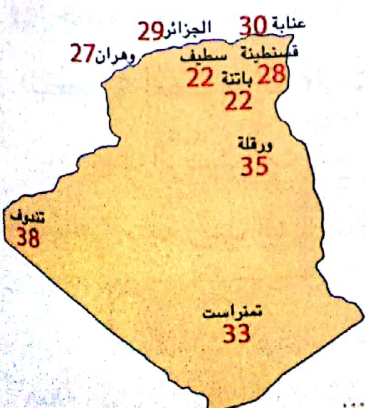 عنابة 30
الجزائر 29
وهران 27
قسنطينة 28
سطيف 22
باتنة 22
ورقلة 35
تندوف 38
تمنراست 33